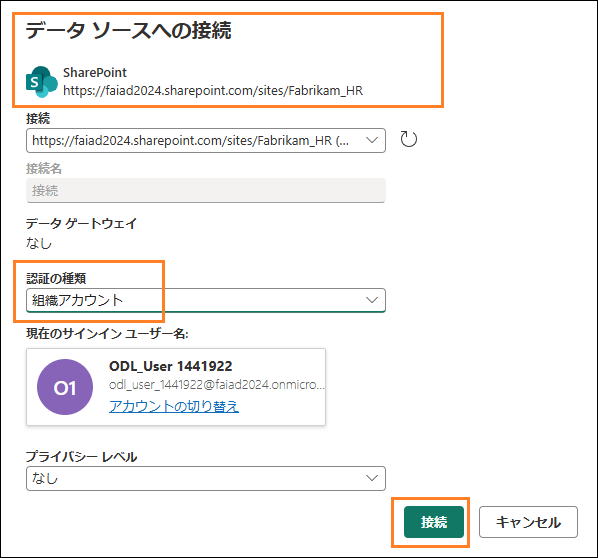 データ ソースへの接続
S
SharePoint
https://faiad2024.sharepoint.com/sites/Fabrikam_HR
接続
https://faiad2024.sharepoint.com/sites/Fabrikam_HR (...
接続名
接続
データ ゲートウェイ
なし
認証の種類
組織アカウント
現在のサインイン ユーザー名:
O1
ODL_User 1441922
odl_user_1441922@faiad2024.onmicro...
アカウントの切り替え
プライバシー レベル
なし
接続
キャンセル